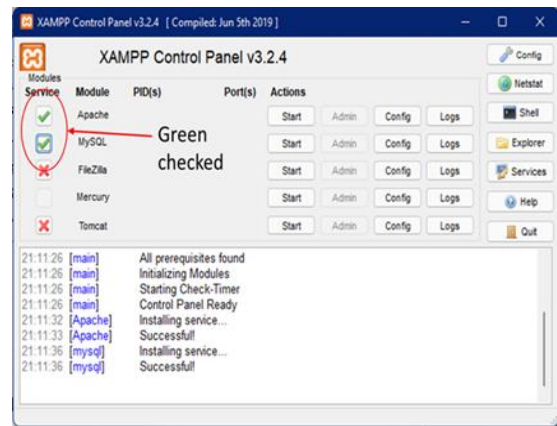 XAMPP Control Panel v3.2.4 [ Compiled: Jun 5th 2019 ]
XAMPP Control Panel v3.2.4
Config
Modules
Service Module PID(s) Port(s) Actions
Netstat
Apache Start Admin Config Logs
Shell
MySQL Start Admin Config Logs
Explorer
Green
checked
FileZilla Start Admin Config Logs
Services
Mercury Start Admin Config Logs
Help
Tomcat Start Admin Config Logs
Quit
21:11:26 [main] All prerequisites found
21:11:26 [main] Initializing Modules
21:11:26 [main] Starting Check-Timer
21:11:26 [main] Control Panel Ready
21:11:32 [Apache] Installing service...
21:11:33 [Apache] Successful!
21:11:36 [mysql] Installing service...
21:11:36 [mysql] Successful!